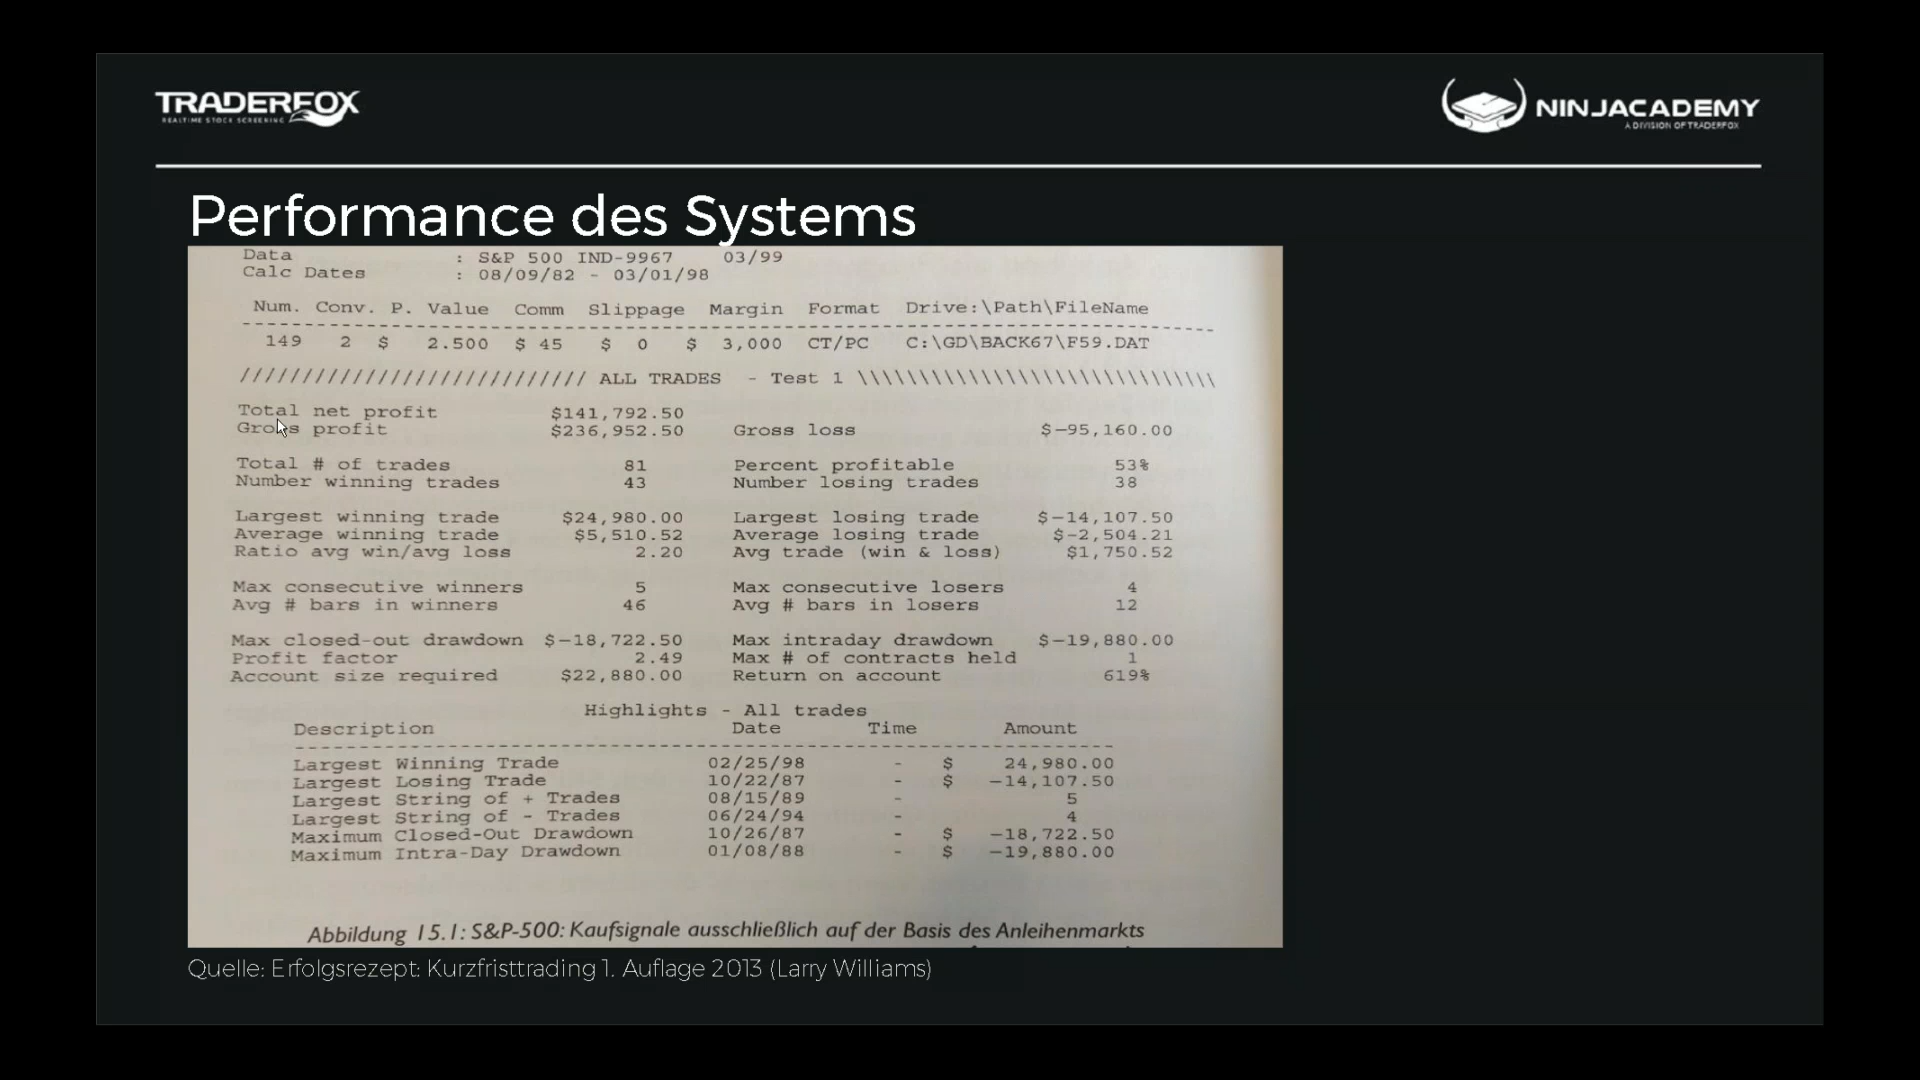 TRADERFOX
REALTIME STOCK SCREENING
NINJACADEMY
A DIVISION OF TRADERFOX
Performance des Systems
Data : S&P 500 IND-9967 03/99
Calc Dates : 08/09/82 - 03/01/98
Num. Conv. P. Value Comm Slippage Margin Format Drive:\Path\FileName
149 2 $ 2.500 $ 45 $ 0 $ 3,000 CT/PC C:\GD\BACK67\F59.DAT
//////////////////////////// ALL TRADES - Test 1 \\\\\\\\\\\\\\\\\\\\\\\\\\\\\
Total net profit $141,792.50
Gross profit $236,952.50 Gross loss $-95,160.00
Total # of trades 81 Percent profitable 53%
Number winning trades 43 Number losing trades 38
Largest winning trade $24,980.00 Largest losing trade $-14,107.50
Average winning trade $5,510.52 Average losing trade $-2,504.21
Ratio avg win/avg loss 2.20 Avg trade (win & loss) $1,750.52
Max consecutive winners 5 Max consecutive losers 4
Avg # bars in winners 46 Avg # bars in losers 12
Max closed-out drawdown $-18,722.50 Max intraday drawdown $-19,880.00
Profit factor 2.49 Max # of contracts held 1
Account size required $22,880.00 Return on account 619%
Highlights - All trades
Description Date Time Amount
Largest Winning Trade 02/25/98 - $ 24,980.00
Largest Losing Trade 10/22/87 - $ -14,107.50
Largest String of + Trades 08/15/89 - 5
Largest String of - Trades 06/24/94 - 4
Maximum Closed-Out Drawdown 10/26/87 - $ -18,722.50
Maximum Intra-Day Drawdown 01/08/88 - $ -19,880.00
Abbildung 15.1: S&P-500: Kaufsignale ausschließlich auf der Basis des Anleihenmarkts
Quelle: Erfolgsrezept: Kurzfristtrading 1. Auflage 2013 (Larry Williams)